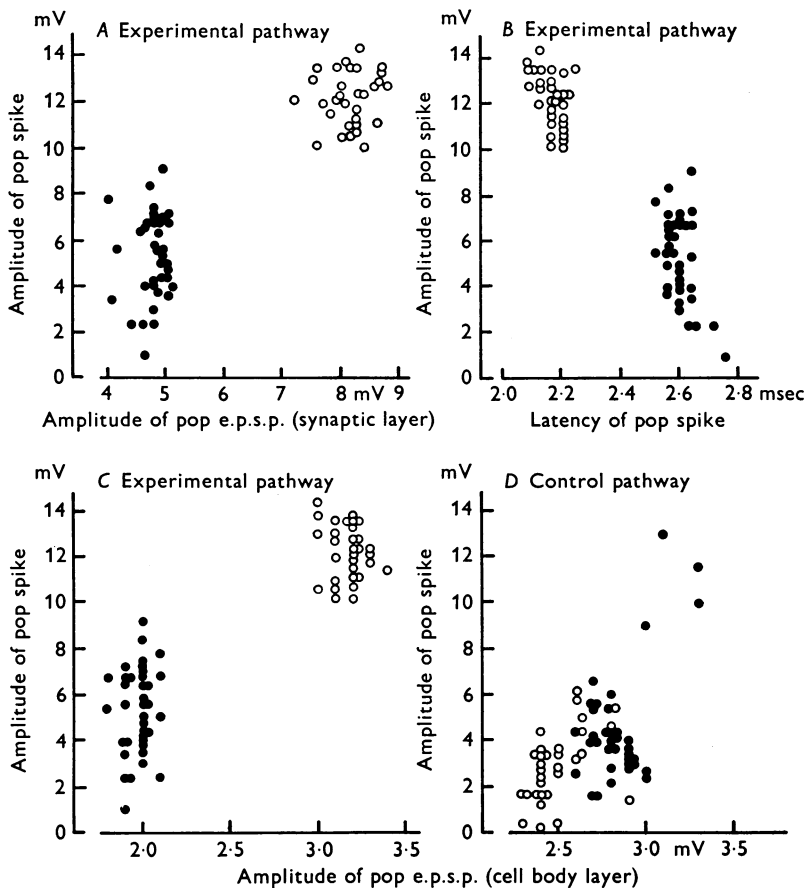 mV
A Experimental pathway
14
12
10
8
6
4
2
0
Amplitude of pop spike
4 5 6 7 8 mV 9
Amplitude of pop e.p.s.p. (synaptic layer)
mV
B Experimental pathway
14
12
10
8
6
4
2
0
Amplitude of pop spike
2·0 2·2 2·4 2·6 2·8 msec
Latency of pop spike
mV
C Experimental pathway
14
12
10
8
6
4
2
0
Amplitude of pop spike
2·0 2·5 3·0 3·5
mV
D Control pathway
14
12
10
8
6
4
2
0
Amplitude of pop spike
2·5 3·0 mV 3·5
Amplitude of pop e.p.s.p. (cell body layer)